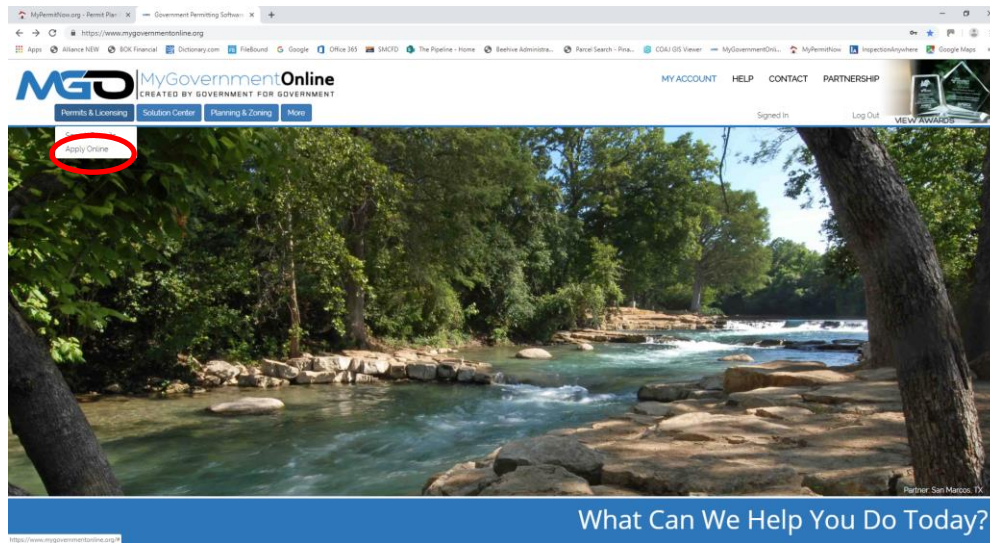 MyPermitNow.org - Permit Plan
Government Permitting Softwar
https://www.mygovernmentonline.org
Apps Alliance NEW BOK Financial Dictionary.com FileBound Google Office 365 SMCFD The Pipeline - Home Beehive Administra... Parcel Search - Pina... COAJ GIS Viewer MyGovernmentOnli... MyPermitNow InspectionAnywhere Google Maps
MGO MyGovernmentOnline
CREATED BY GOVERNMENT FOR GOVERNMENT
MY ACCOUNT HELP CONTACT PARTNERSHIP
Permits & Licensing Solution Center Planning & Zoning More
Signed In Log Out
VIEW AWARDS
Apply Online
Partner: San Marcos, TX
What Can We Help You Do Today?
https://www.mygovernmentonline.org/#